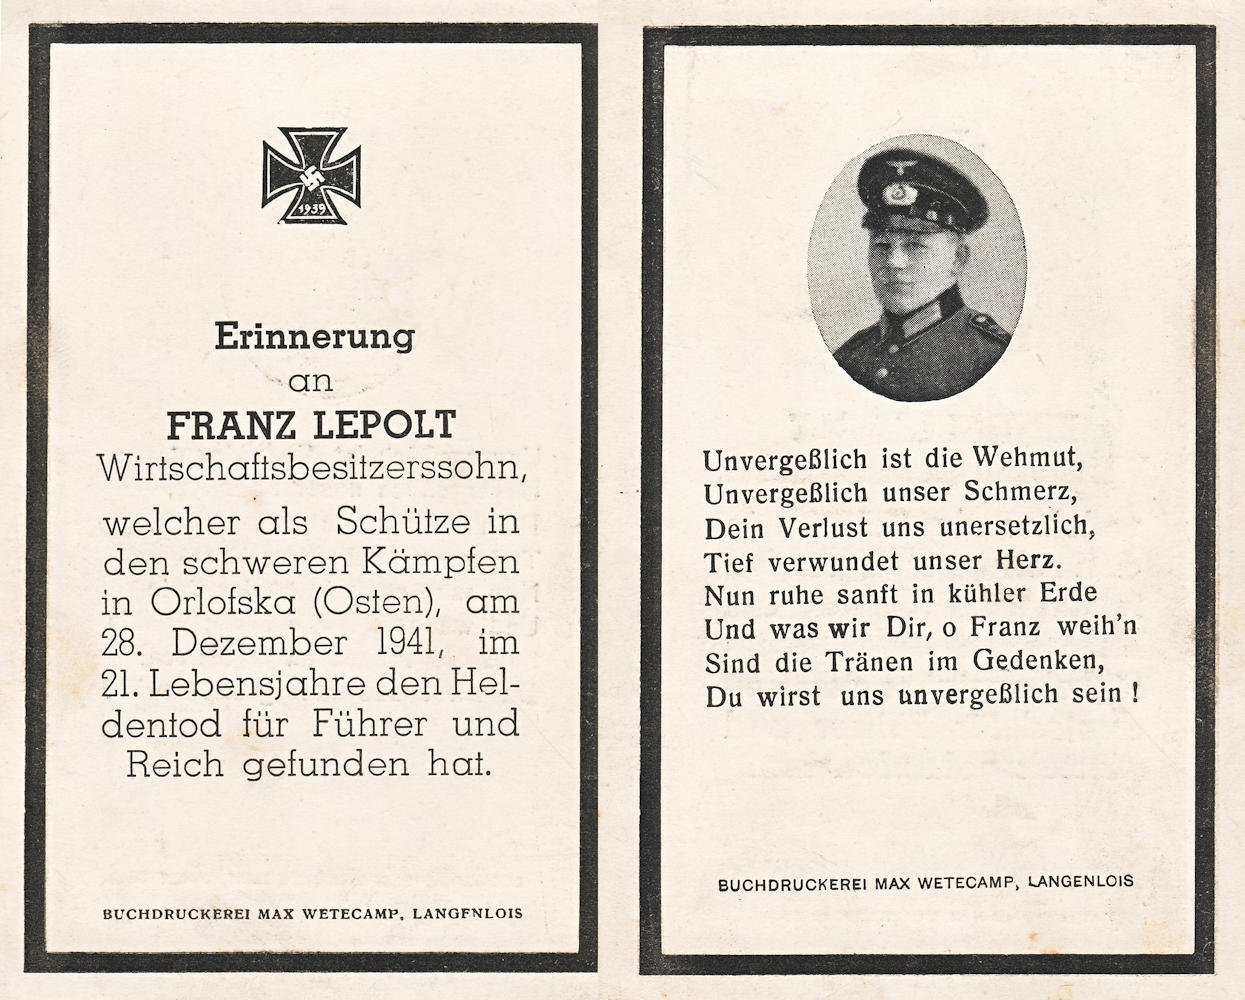 1939
Erinnerung
an
FRANZ LEPOLT
Wirtschaftsbesitzerssohn,
welcher als Schütze in
den schweren Kämpfen
in Orlofska (Osten), am
28. Dezember 1941, im
21. Lebensjahre den Hel-
dentod für Führer und
Reich gefunden hat.
BUCHDRUCKEREI MAX WETECAMP, LANGENLOIS
Unvergeßlich ist die Wehmut,
Unvergeßlich unser Schmerz,
Dein Verlust uns unersetzlich,
Tief verwundet unser Herz.
Nun ruhe sanft in kühler Erde
Und was wir Dir, o Franz weih'n
Sind die Tränen im Gedenken,
Du wirst uns unvergeßlich sein !
BUCHDRUCKEREI MAX WETECAMP, LANGENLOIS